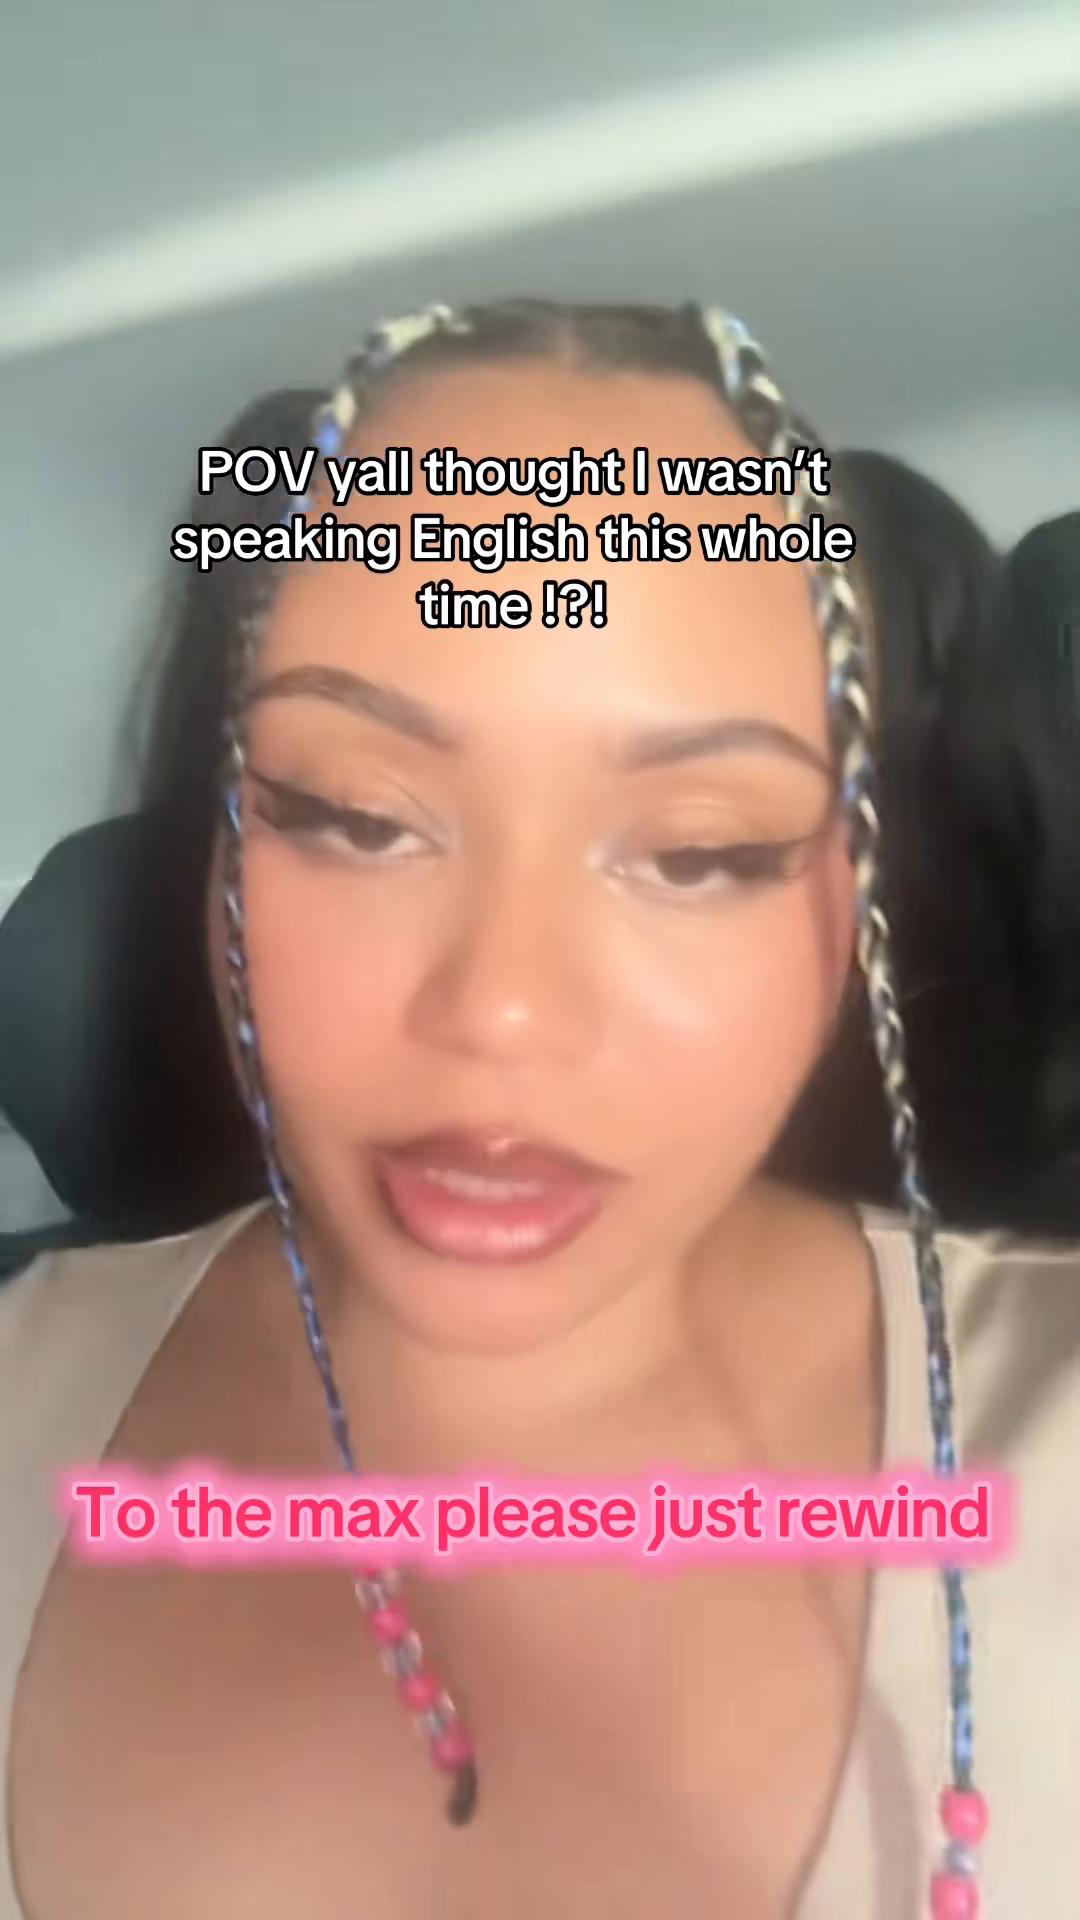 POV yall thought I wasn’t
speaking English this whole
time !?!
To the max please just rewind